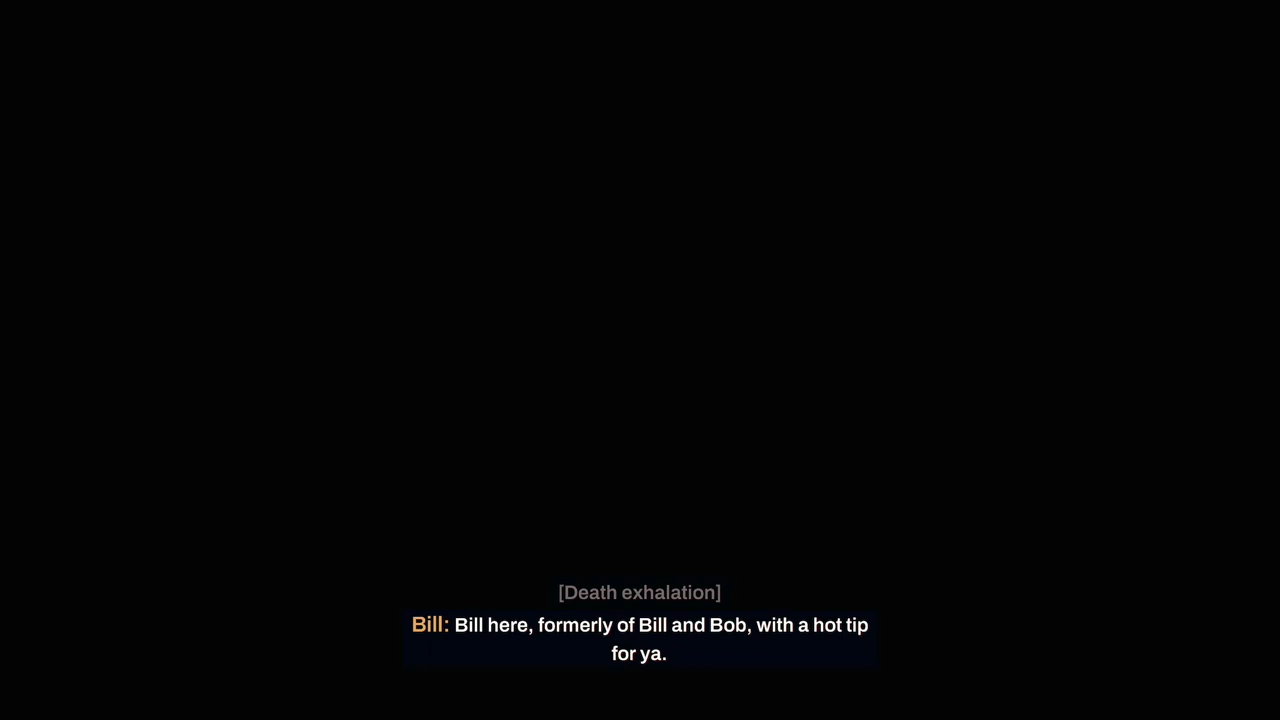 [Death exhalation]
Bill: Bill here, formerly of Bill and Bob, with a hot tip
for ya.